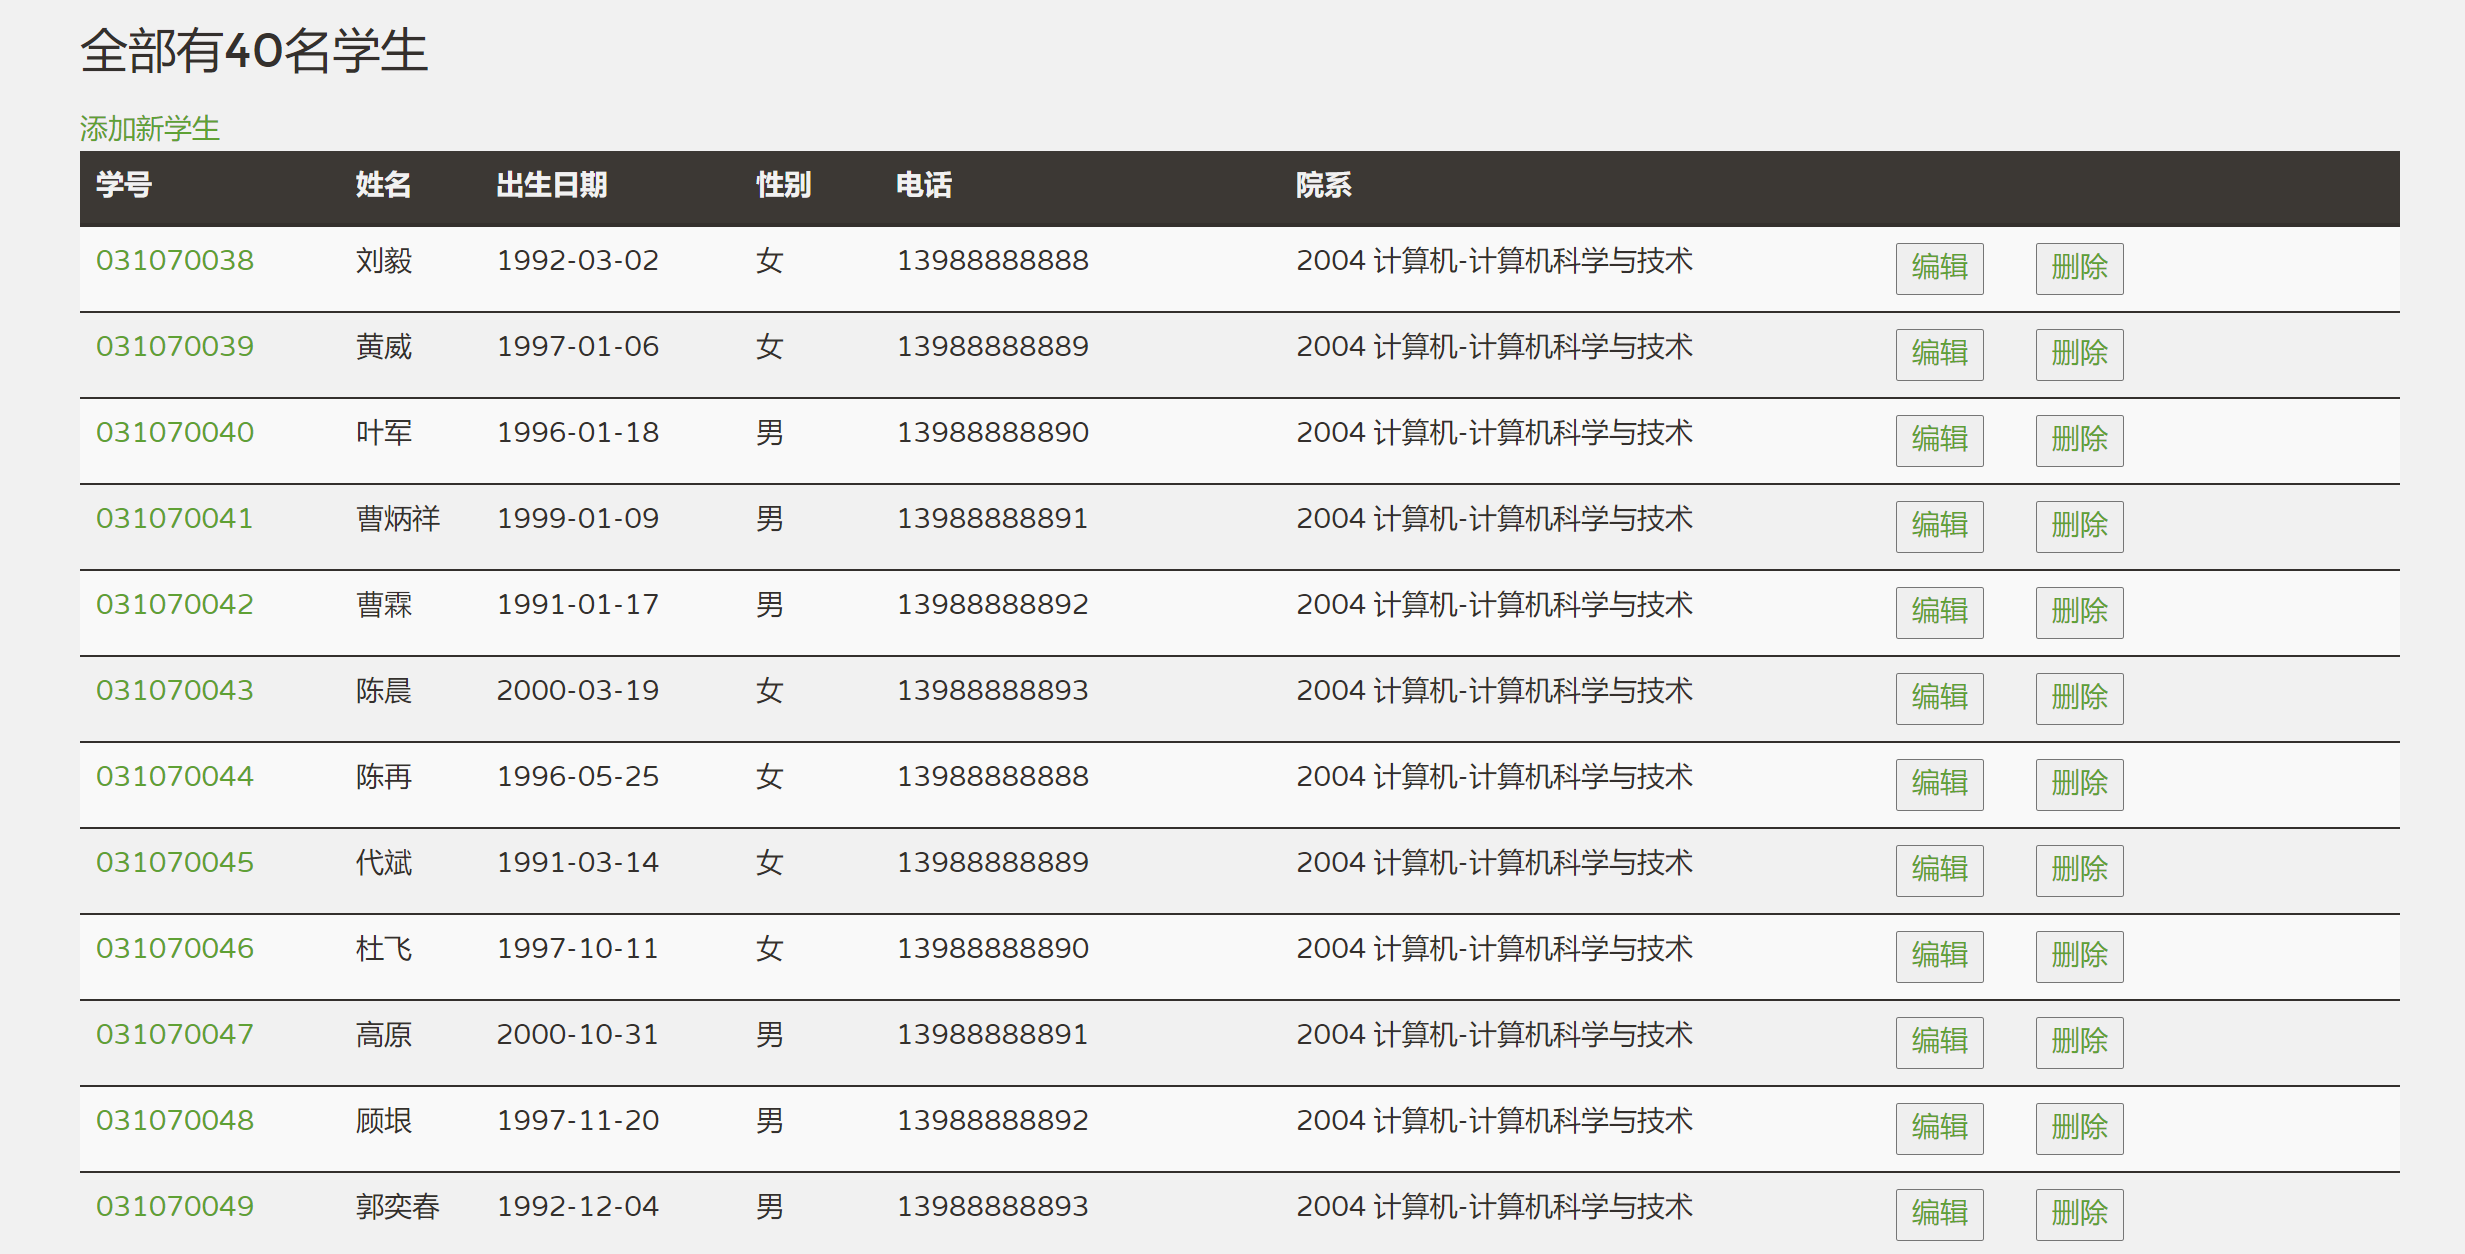 全部有40名学生
添加新学生
学号 姓名 出生日期 性别 电话 院系
031070038 刘毅 1992-03-02 女 13988888888 2004 计算机-计算机科学与技术 编辑 删除
031070039 黄威 1997-01-06 女 13988888889 2004 计算机-计算机科学与技术 编辑 删除
031070040 叶军 1996-01-18 男 13988888890 2004 计算机-计算机科学与技术 编辑 删除
031070041 曹炳祥 1999-01-09 男 13988888891 2004 计算机-计算机科学与技术 编辑 删除
031070042 曹霖 1991-01-17 男 13988888892 2004 计算机-计算机科学与技术 编辑 删除
031070043 陈晨 2000-03-19 女 13988888893 2004 计算机-计算机科学与技术 编辑 删除
031070044 陈再 1996-05-25 女 13988888888 2004 计算机-计算机科学与技术 编辑 删除
031070045 代斌 1991-03-14 女 13988888889 2004 计算机-计算机科学与技术 编辑 删除
031070046 杜飞 1997-10-11 女 13988888890 2004 计算机-计算机科学与技术 编辑 删除
031070047 高原 2000-10-31 男 13988888891 2004 计算机-计算机科学与技术 编辑 删除
031070048 顾垠 1997-11-20 男 13988888892 2004 计算机-计算机科学与技术 编辑 删除
031070049 郭奕春 1992-12-04 男 13988888893 2004 计算机-计算机科学与技术 编辑 删除